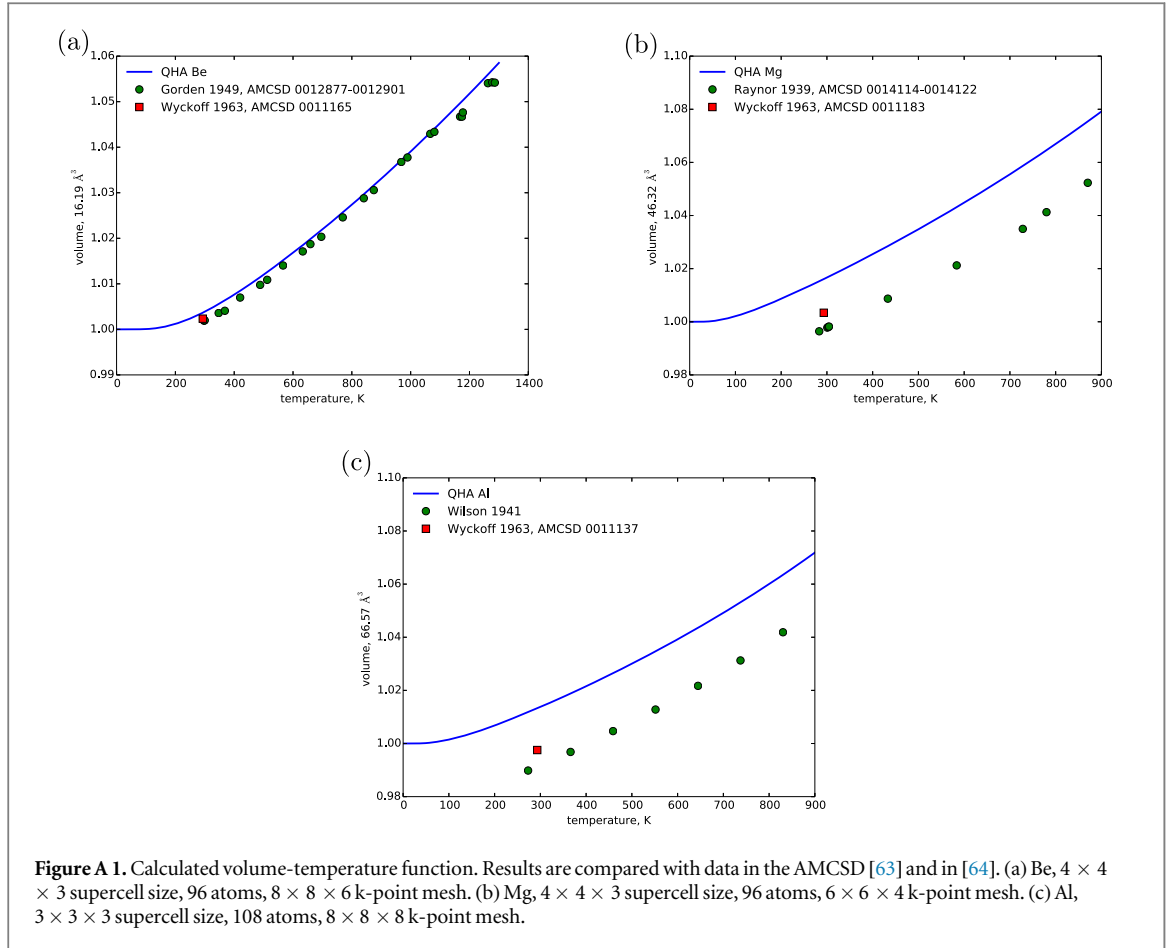 (a)
1.06
1.05
1.04
1.03
1.02
1.01
1.00
0.99
volume, 16.19 Å³
QHA Be
Gorden 1949, AMCSD 0012877-0012901
Wyckoff 1963, AMCSD 0011165
0 200 400 600 800 1000 1200 1400
temperature, K
(b)
1.10
1.08
1.06
1.04
1.02
1.00
0.98
volume, 46.32 Å³
QHA Mg
Raynor 1939, AMCSD 0014114-0014122
Wyckoff 1963, AMCSD 0011183
0 100 200 300 400 500 600 700 800 900
temperature, K
(c)
1.10
1.08
1.06
1.04
1.02
1.00
0.98
volume, 66.57 Å³
QHA Al
Wilson 1941
Wyckoff 1963, AMCSD 0011137
0 100 200 300 400 500 600 700 800 900
temperature, K
Figure A 1. Calculated volume-temperature function. Results are compared with data in the AMCSD [63] and in [64]. (a) Be, 4 × 4
× 3 supercell size, 96 atoms, 8 × 8 × 6 k-point mesh. (b) Mg, 4 × 4 × 3 supercell size, 96 atoms, 6 × 6 × 4 k-point mesh. (c) Al,
3 × 3 × 3 supercell size, 108 atoms, 8 × 8 × 8 k-point mesh.